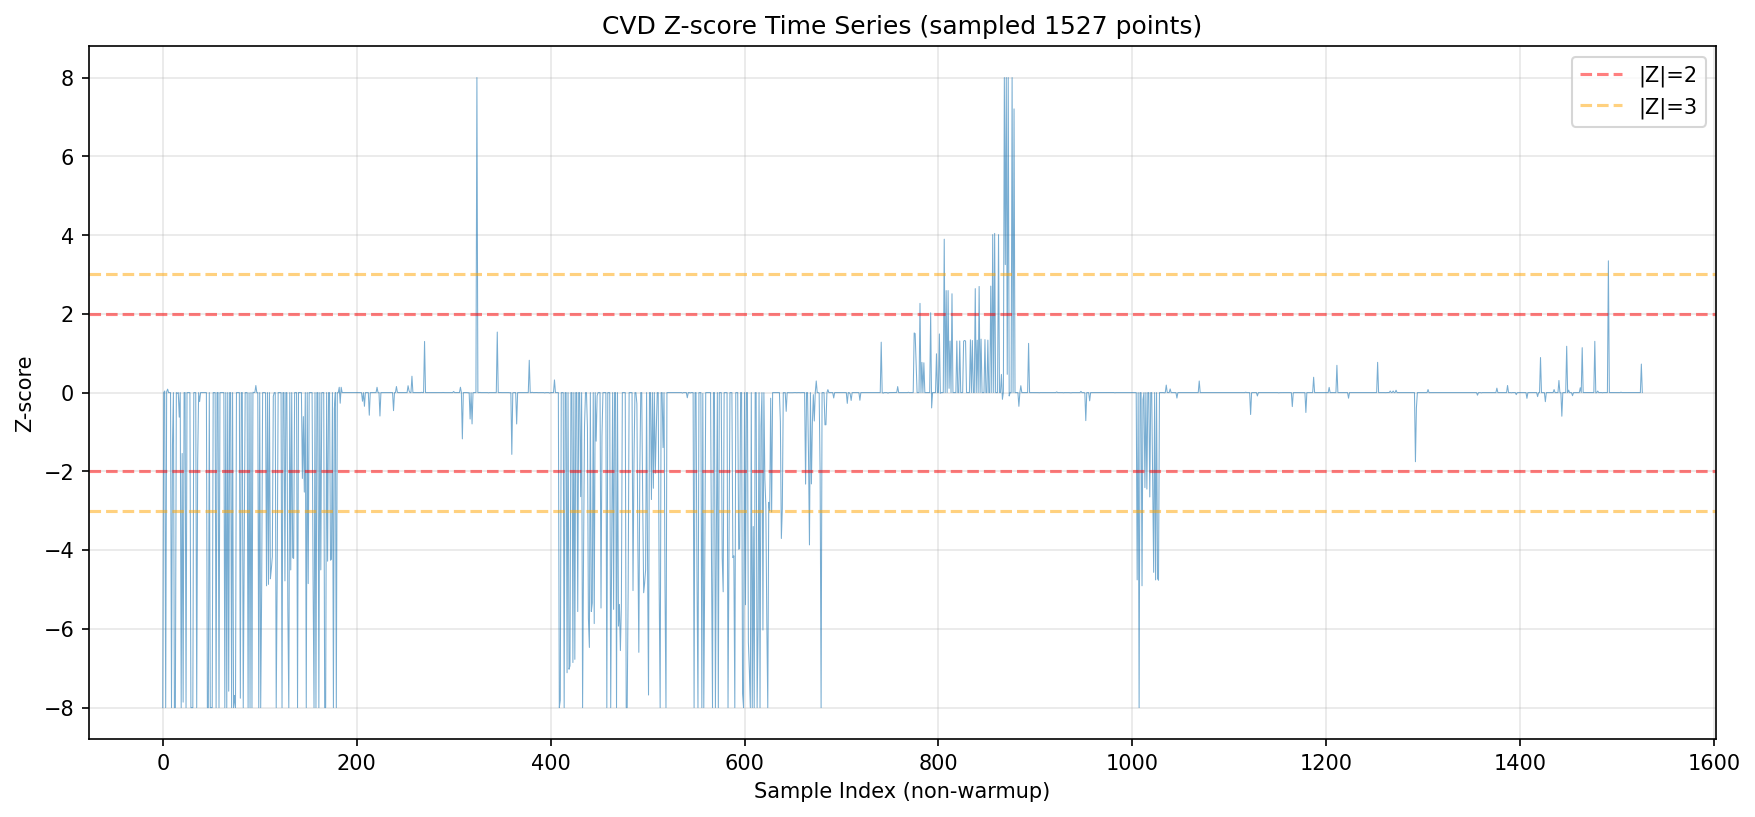 CVD Z-score Time Series (sampled 1527 points)
|Z|=2
|Z|=3
Z-score
8
6
4
2
0
−2
−4
−6
−8
0 200 400 600 800 1000 1200 1400 1600
Sample Index (non-warmup)